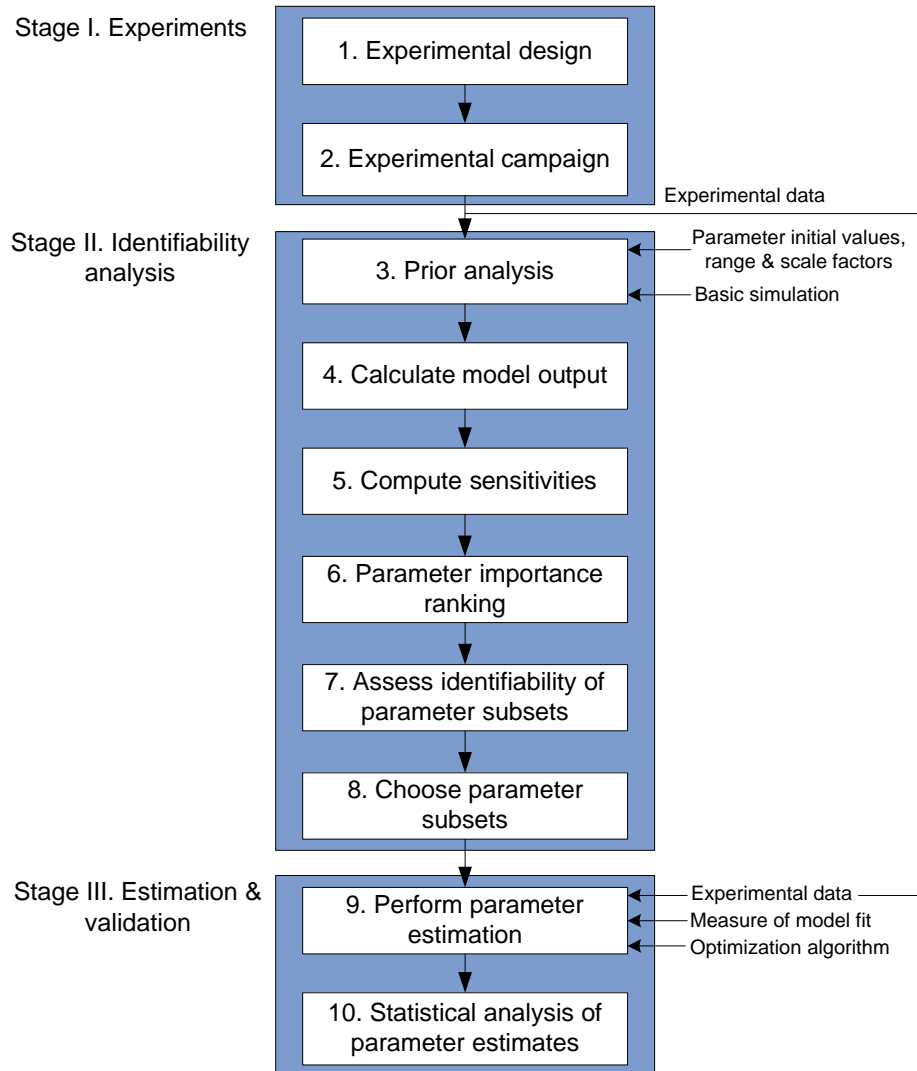 Stage I. Experiments
1. Experimental design
2. Experimental campaign
Experimental data
Stage II. Identifiability
analysis
Parameter initial values,
range & scale factors
3. Prior analysis
Basic simulation
4. Calculate model output
5. Compute sensitivities
6. Parameter importance
ranking
7. Assess identifiability of
parameter subsets
8. Choose parameter
subsets
Stage III. Estimation &
validation
9. Perform parameter
estimation
Experimental data
Measure of model fit
Optimization algorithm
10. Statistical analysis of
parameter estimates